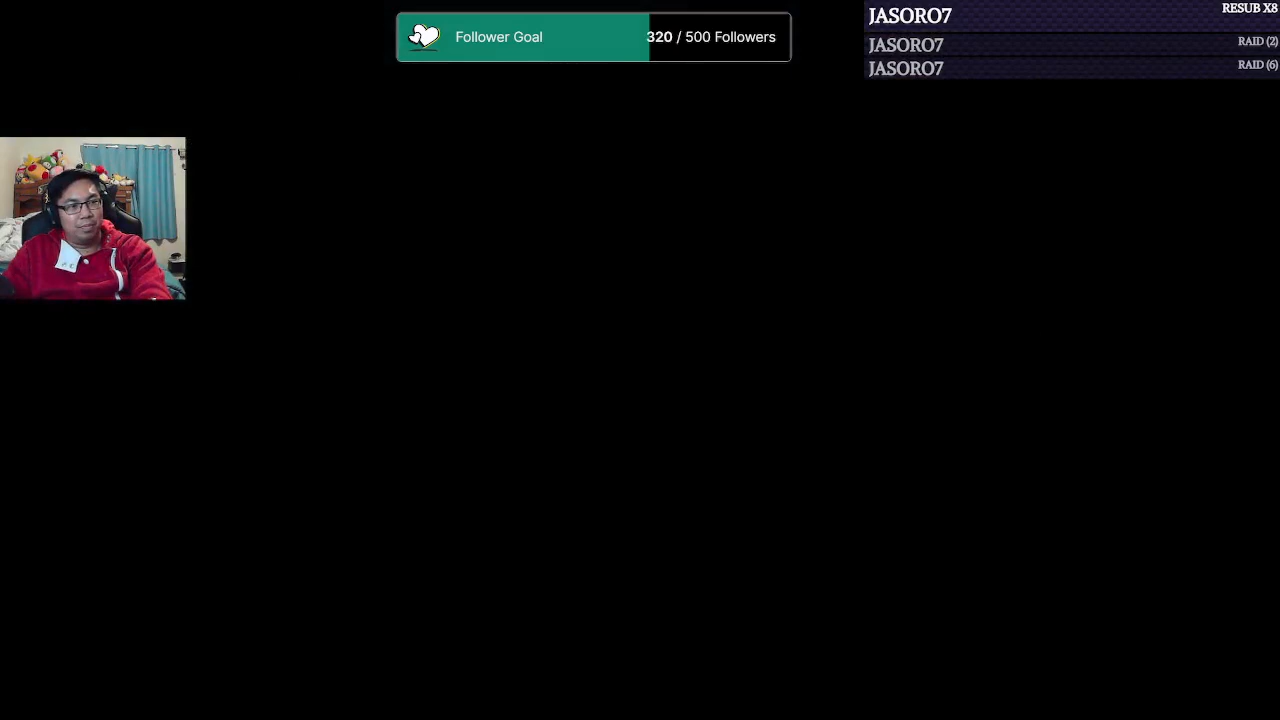 Follower Goal 320 / 500 Followers
JASORO7 RESUB X8
JASORO7 RAID (2)
JASORO7 RAID (6)